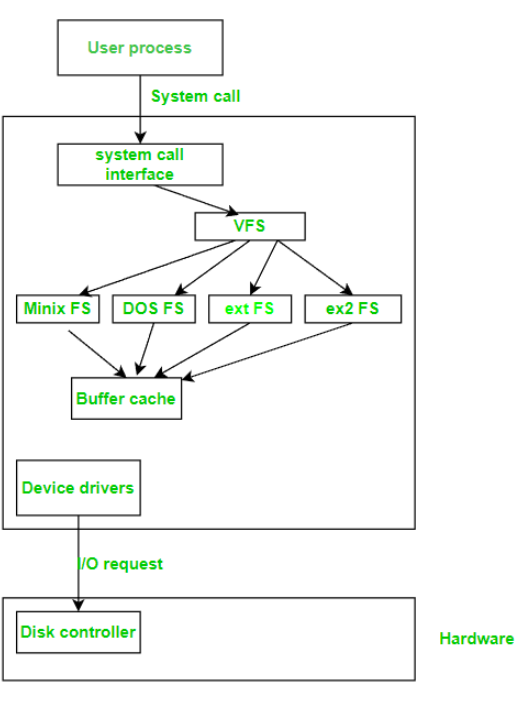 User process
System call
system call
interface
VFS
Minix FS
DOS FS
ext FS
ex2 FS
Buffer cache
Device drivers
I/O request
Disk controller
Hardware